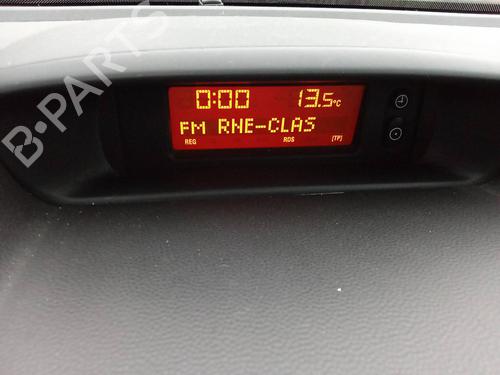 B-PARTS
0:00 13.5°C
FM RNE-CLAS
REG RDS [TP]